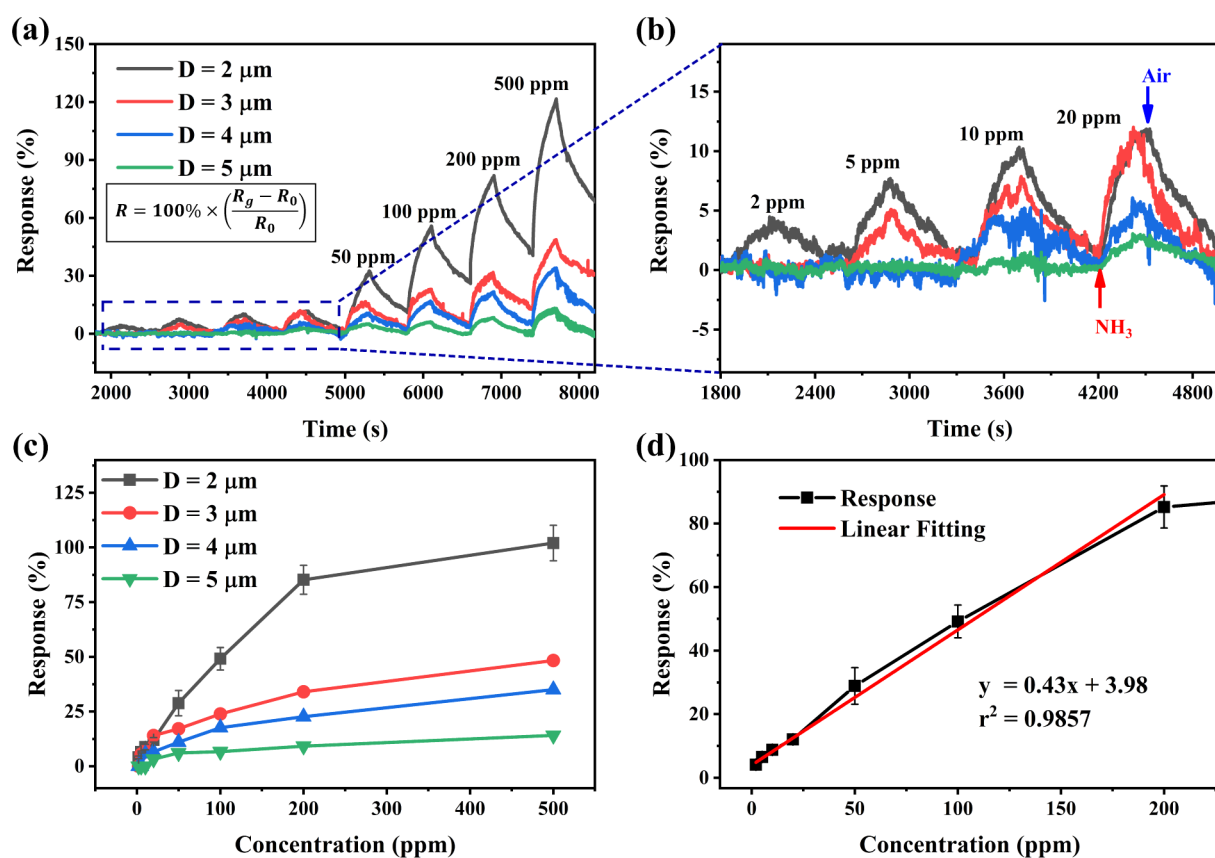 (a)
150
120
90
60
30
0
Response (%)
D = 2 μm
D = 3 μm
D = 4 μm
D = 5 μm
R = 100% × ((R_g − R_0)/R_0)
50 ppm
100 ppm
200 ppm
500 ppm
2000 3000 4000 5000 6000 7000 8000
Time (s)
(b)
15
10
5
0
-5
Response (%)
2 ppm
5 ppm
10 ppm
20 ppm
Air
NH₃
1800 2400 3000 3600 4200 4800
Time (s)
(c)
125
100
75
50
25
0
Response (%)
D = 2 μm
D = 3 μm
D = 4 μm
D = 5 μm
0 100 200 300 400 500
Concentration (ppm)
(d)
100
80
60
40
20
0
Response (%)
Response
Linear Fitting
y = 0.43x + 3.98
r² = 0.9857
0 50 100 150 200
Concentration (ppm)